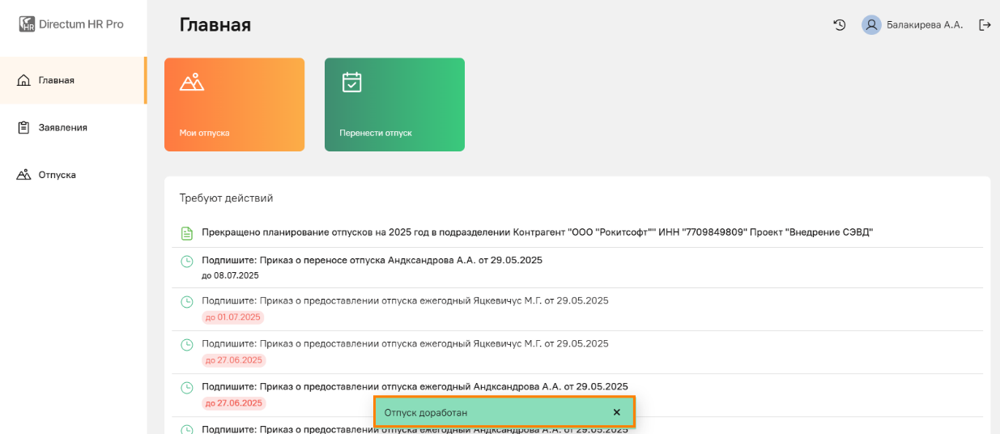 HR Directum HR Pro
Главная
Балакирева А.А.
Главная
Заявления
Отпуска
Мои отпуска
Перенести отпуск
Требуют действий
Прекращено планирование отпусков на 2025 год в подразделении Контрагент "ООО "Рокитсофт"" ИНН "7709849809" Проект "Внедрение СЭВД"
Подпишите: Приказ о переносе отпуска Андксандрова А.А. от 29.05.2025
до 08.07.2025
Подпишите: Приказ о предоставлении отпуска ежегодный Яцкевичус М.Г. от 29.05.2025
до 01.07.2025
Подпишите: Приказ о предоставлении отпуска ежегодный Яцкевичус М.Г. от 29.05.2025
до 27.06.2025
Подпишите: Приказ о предоставлении отпуска ежегодный Андксандрова А.А. от 29.05.2025
до 27.06.2025
Отпуск доработан
Подпишите: Приказ о предоставлении отпуска ежегодный Андксандрова А.А. от 29.05.2025